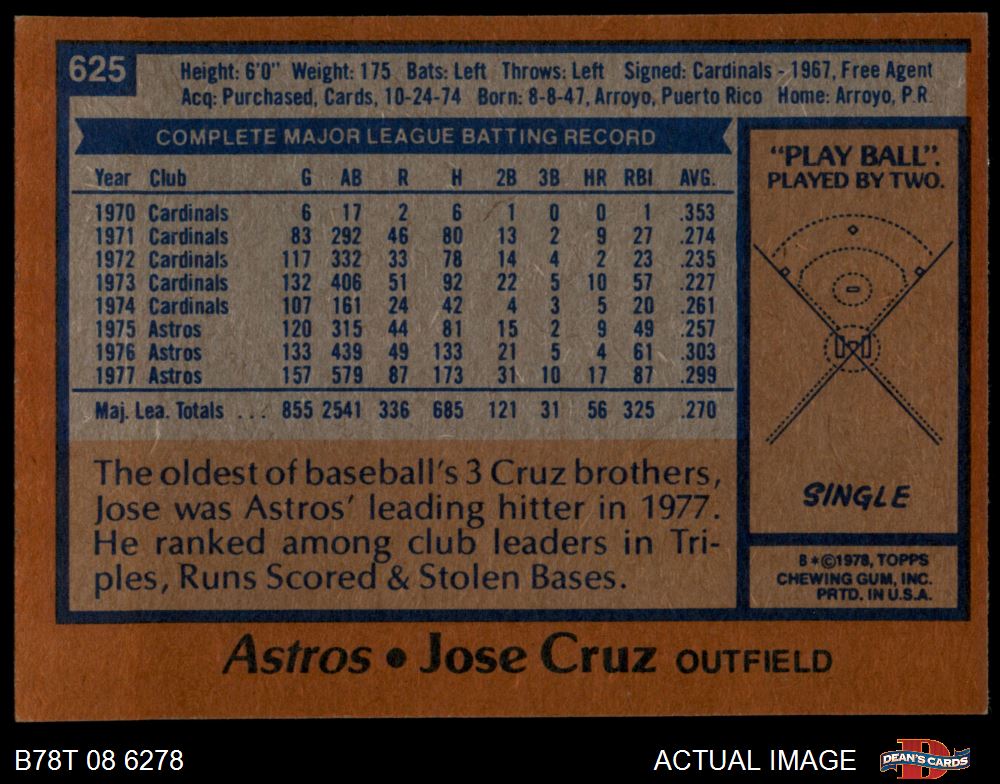 625
Height: 6'0" Weight: 175 Bats: Left Throws: Left Signed: Cardinals - 1967, Free Agent
Acq: Purchased, Cards, 10-24-74 Born: 8-8-47, Arroyo, Puerto Rico Home: Arroyo, P.R.
COMPLETE MAJOR LEAGUE BATTING RECORD
Year Club G AB R H 2B 3B HR RBI AVG.
1970 Cardinals 6 17 2 6 1 0 0 1 .353
1971 Cardinals 83 292 46 80 13 2 9 27 .274
1972 Cardinals 117 332 33 78 14 4 2 23 .235
1973 Cardinals 132 406 51 92 22 5 10 57 .227
1974 Cardinals 107 161 24 42 4 3 5 20 .261
1975 Astros 120 315 44 81 15 2 9 49 .257
1976 Astros 133 439 49 133 21 5 4 61 .303
1977 Astros 157 579 87 173 31 10 17 87 .299
Maj. Lea. Totals ... 855 2541 336 685 121 31 56 325 .270
The oldest of baseball's 3 Cruz brothers,
Jose was Astros' leading hitter in 1977.
He ranked among club leaders in Tri-
ples, Runs Scored & Stolen Bases.
"PLAY BALL".
PLAYED BY TWO.
SINGLE
B*©1978, TOPPS
CHEWING GUM, INC.
PRTD. IN U.S.A.
Astros • Jose Cruz OUTFIELD
B78T 08 6278
ACTUAL IMAGE
DEAN'S CARDS